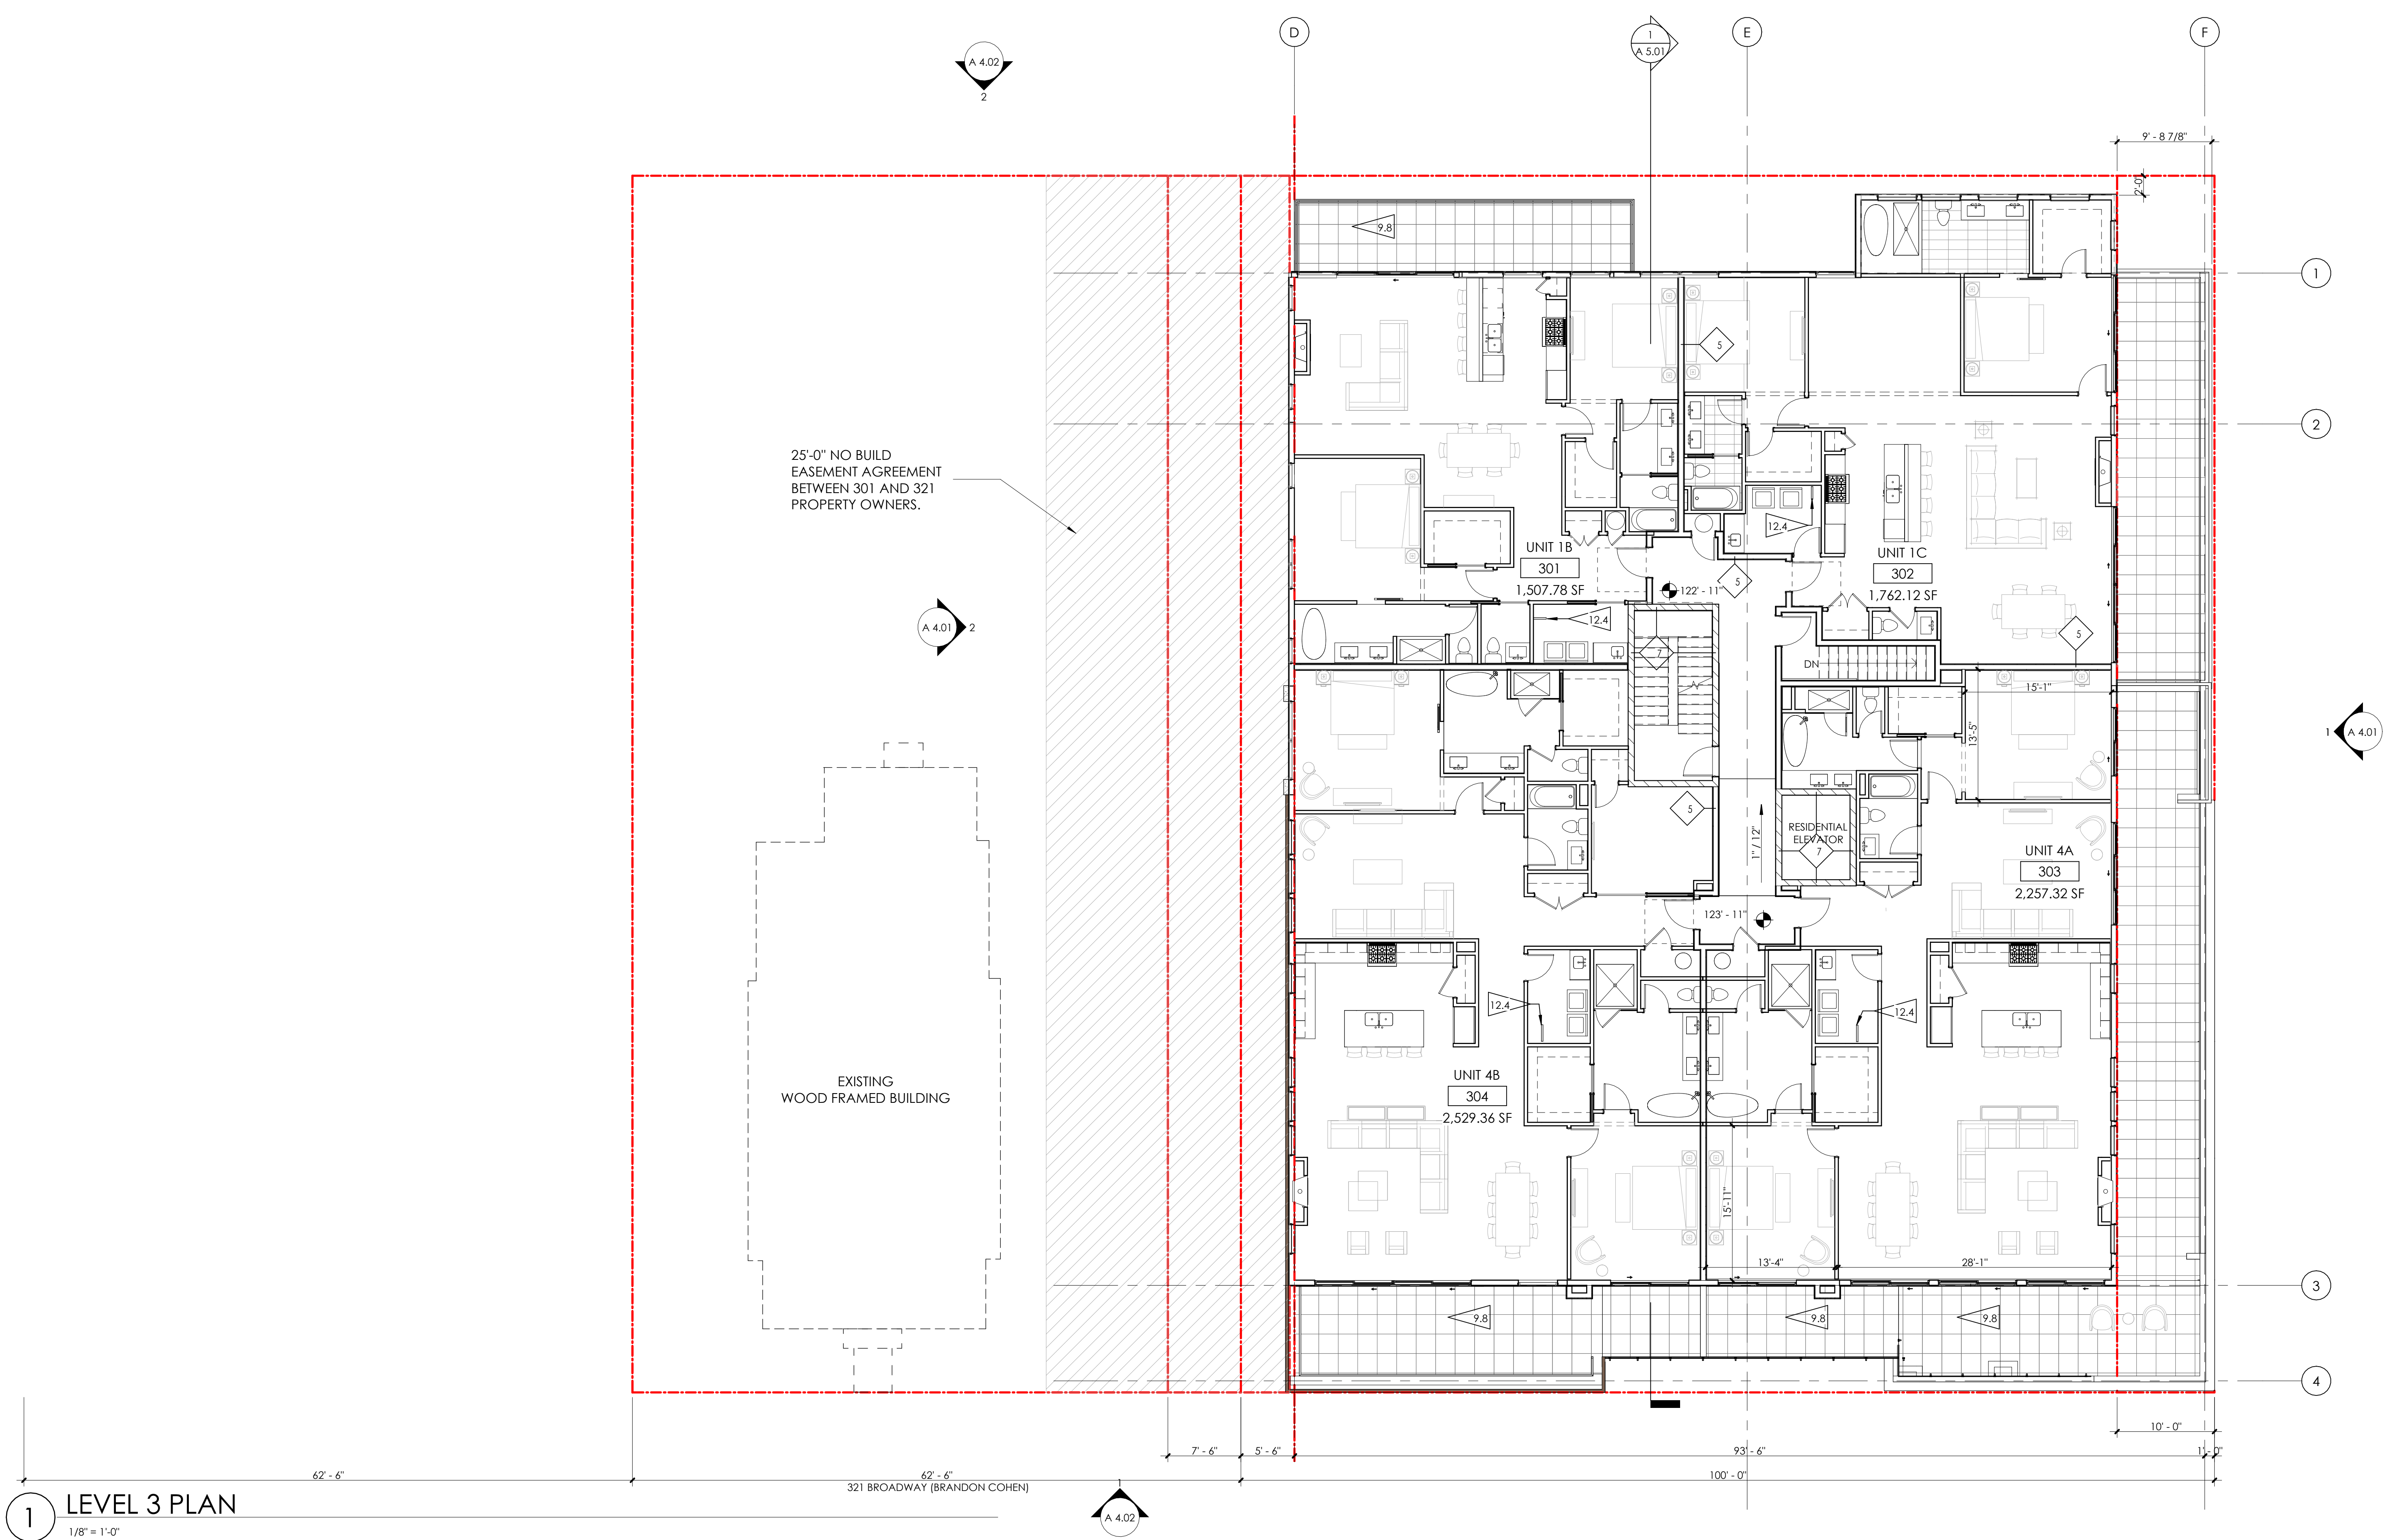 D
1
A 5.01
E
F
A 4.02
2
9' - 8 7/8"
2'-0"
9.8
1
5
2
25'-0" NO BUILD
EASEMENT AGREEMENT
BETWEEN 301 AND 321
PROPERTY OWNERS.
12.4
UNIT 1B
301
1,507.78 SF
UNIT 1C
302
1,762.12 SF
5
122' - 11"
12.4
A 4.01
2
7
5
DN
15'-1"
13'-5"
1
A 4.01
5
1" / 12"
RESIDENTIAL
ELEVATOR
7
UNIT 4A
303
2,257.32 SF
123' - 11"
12.4
12.4
EXISTING
WOOD FRAMED BUILDING
UNIT 4B
304
2,529.36 SF
15'-11"
13'-4"
28'-1"
3
9.8
9.8
9.8
4
10' - 0"
7' - 6"
5' - 6"
93' - 6"
1' - 0"
62' - 6"
62' - 6"
100' - 0"
321 BROADWAY (BRANDON COHEN)
1
A 4.02
1
LEVEL 3 PLAN
1/8" = 1'-0"